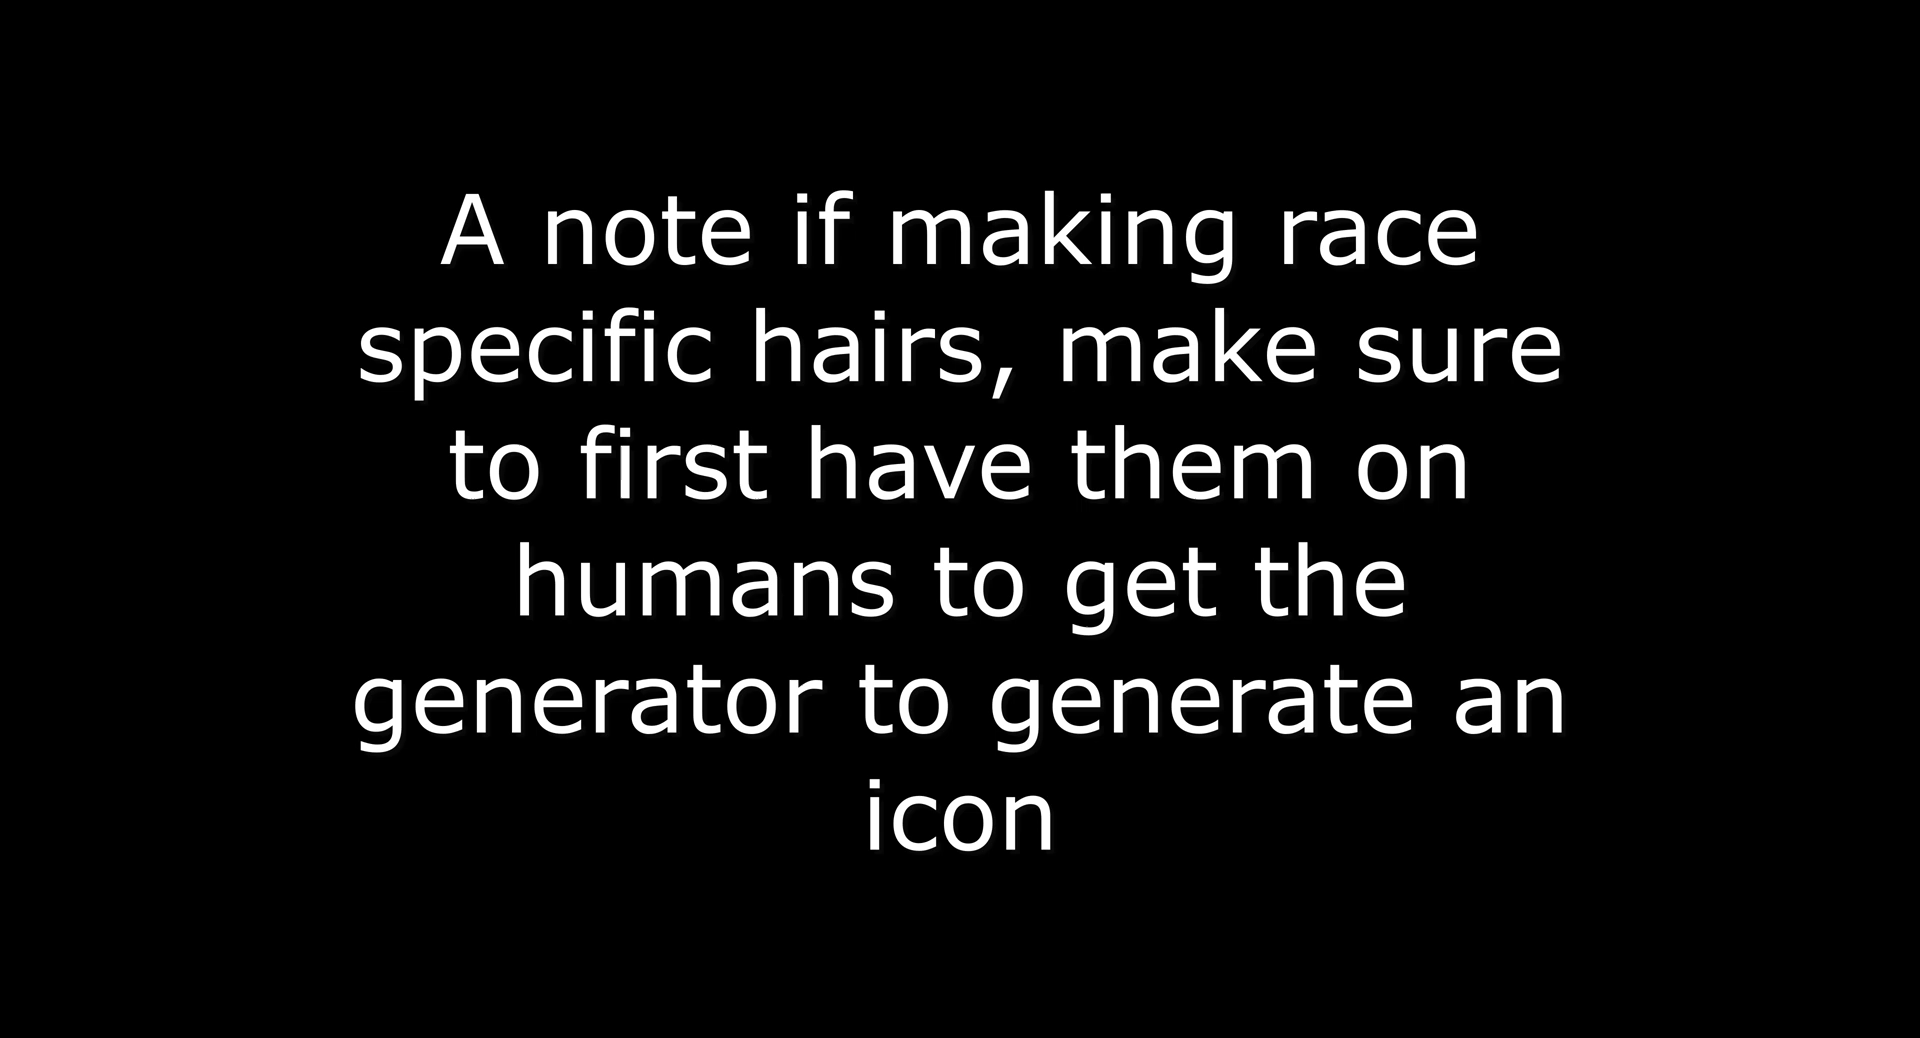 A note if making race
specific hairs, make sure
to first have them on
humans to get the
generator to generate an
icon